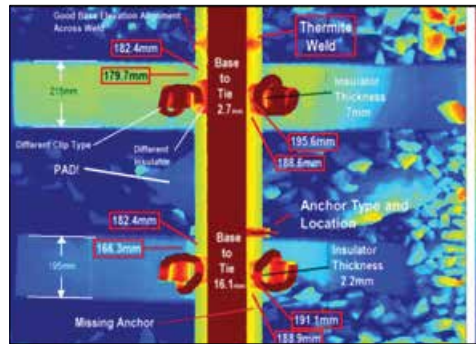 Good Base Elevation Alignment
Across Weld
Thermite
Weld
182.4mm
179.7mm
Base
to
Tie
2.7mm
Insulator
Thickness
7mm
215mm
195.6mm
188.6mm
Different Clip Type
Different
Insulator
PAD!
Anchor Type and
Location
182.4mm
166.3mm
Base
to
Tie
16.1mm
Insulator
Thickness
2.2mm
195mm
191.1mm
188.9mm
Missing Anchor